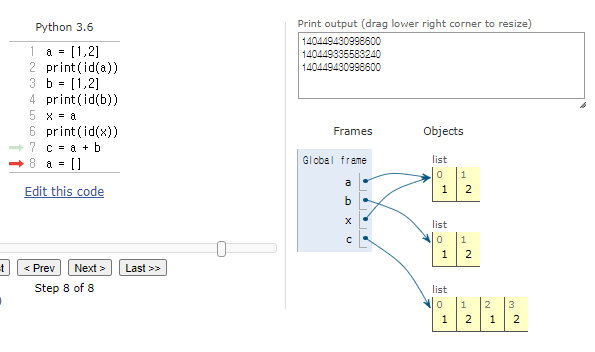 Python 3.6
1 a = [1,2]
2 print(id(a))
3 b = [1,2]
4 print(id(b))
5 x = a
6 print(id(x))
7 c = a + b
8 a = []
Edit this code
< Prev
Next >
Last >>
Step 8 of 8
Print output (drag lower right corner to resize)
140449430998600
140449335583240
140449430998600
Frames
Objects
Global frame
a
b
x
c
list
0 1
1 2
list
0 1
1 2
list
0 1 2 3
1 2 1 2